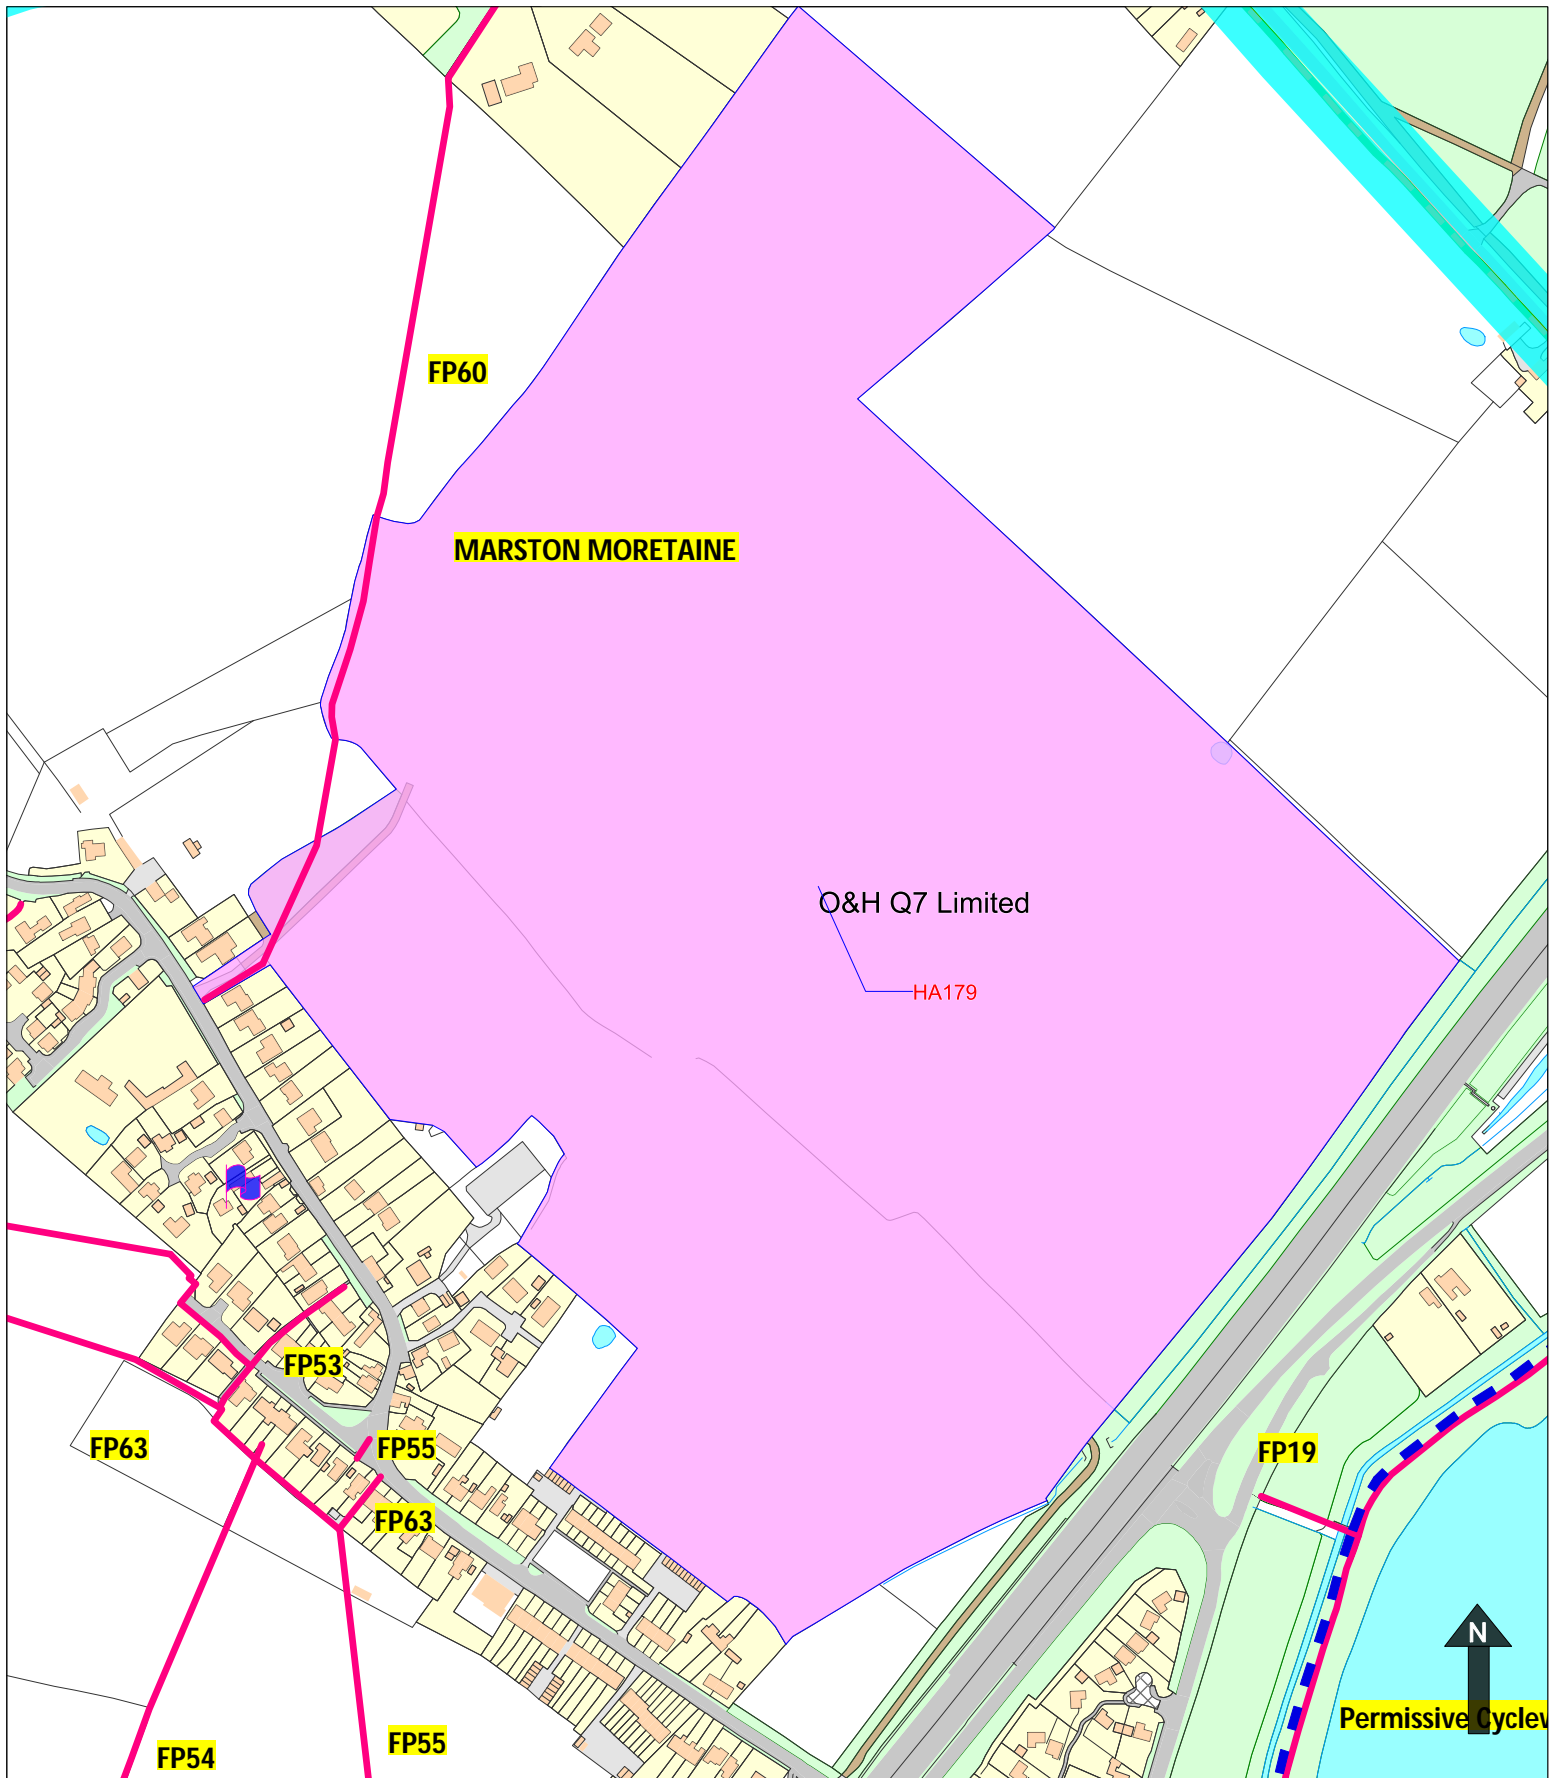 FP60
MARSTON MORETAINE
O&H Q7 Limited
HA179
FP53
FP63
FP55
FP19
FP63
N
Permissive Cyclew
FP55
FP54